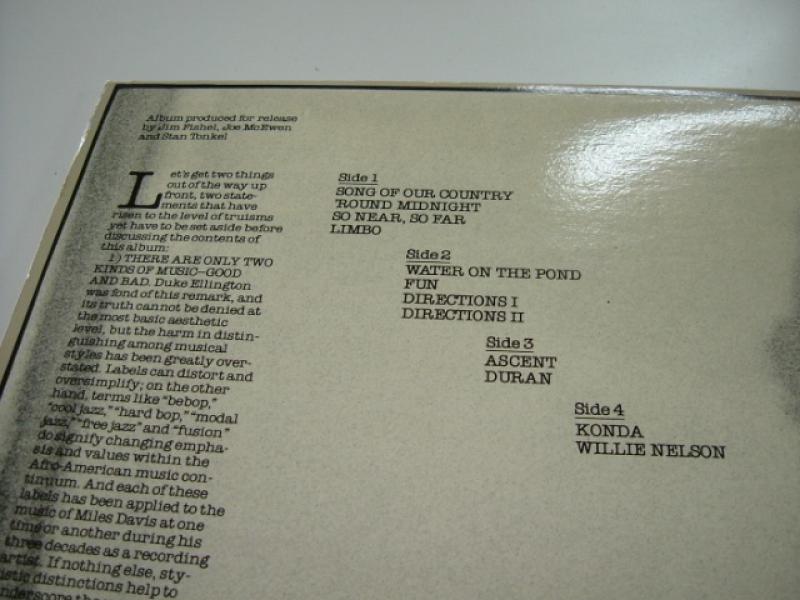 Album produced for release
by Jim Fishel, Joe McEwen
and Stan Tonkel
Let's get two things
out of the way up
front, two state-
ments that have
risen to the level of truisms
yet have to be set aside before
discussing the contents of
this album:
1.) THERE ARE ONLY TWO
KINDS OF MUSIC—GOOD
AND BAD. Duke Ellington
was fond of this remark, and
its truth cannot be denied at
the most basic aesthetic
level, but the harm in distin-
guishing among musical
styles has been greatly over-
stated. Labels can distort and
oversimplify; on the other
hand, terms like "bebop,"
"cool jazz," "hard bop," "modal
jazz," "free jazz" and "fusion"
do signify changing empha-
sis and values within the
Afro-American music con-
tinuum. And each of these
labels has been applied to the
music of Miles Davis at one
time or another during his
three decades as a recording
artist. If nothing else, sty-
listic distinctions help to
Side 1
SONG OF OUR COUNTRY
'ROUND MIDNIGHT
SO NEAR, SO FAR
LIMBO
Side 2
WATER ON THE POND
FUN
DIRECTIONS I
DIRECTIONS II
Side 3
ASCENT
DURAN
Side 4
KONDA
WILLIE NELSON